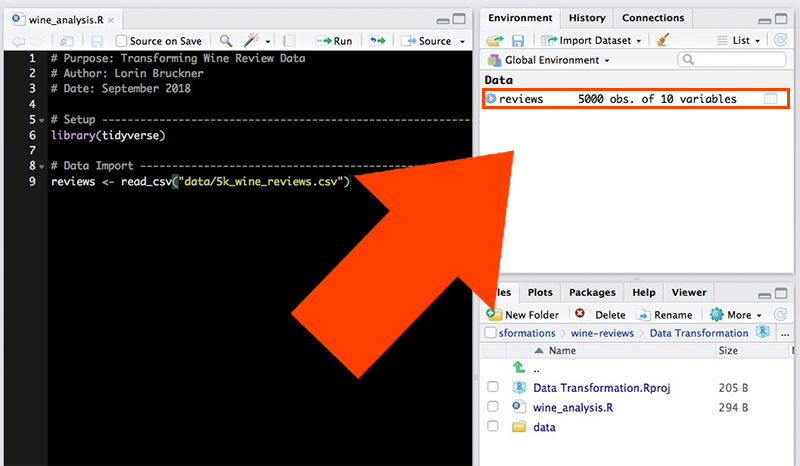 wine_analysis.R
Source on Save
Run
Source
1 # Purpose: Transforming Wine Review Data
2 # Author: Lorin Bruckner
3 # Date: September 2018
4
5 # Setup
6 library(tidyverse)
7
8 # Data Import
9 reviews <- read_csv("data/5k_wine_reviews.csv")
Environment History Connections
Import Dataset List
Global Environment
Data
reviews 5000 obs. of 10 variables
Plots Packages Help Viewer
New Folder Delete Rename More
sformations wine-reviews Data Transformation ...
Name Size
..
Data Transformation.Rproj 205 B
wine_analysis.R 294 B
data